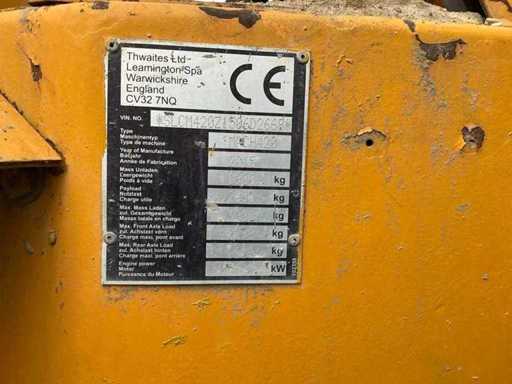 Thwaites Ltd
Leamington Spa
Warwickshire
England
CV32 7NQ
CE
VIN. NO.
Type
Maschinentyp
Type de machine
Year of Manufacture
Baujahr
Année de Fabrication
Mass Unladen
Leergewicht
Poids à vide
kg
Payload
Nutzlast
Charge utile
kg
Max. Mass Laden
zul. Gesamtgewicht
Masse totale en charge
kg
Max. Front Axle Load
zul. Achslast vorn
Charge maxi. pont avant
kg
Max. Rear Axle Load
zul. Achslast hinten
Charge maxi. pont arrière
kg
Engine power
Motor
Puissance du Moteur
kW